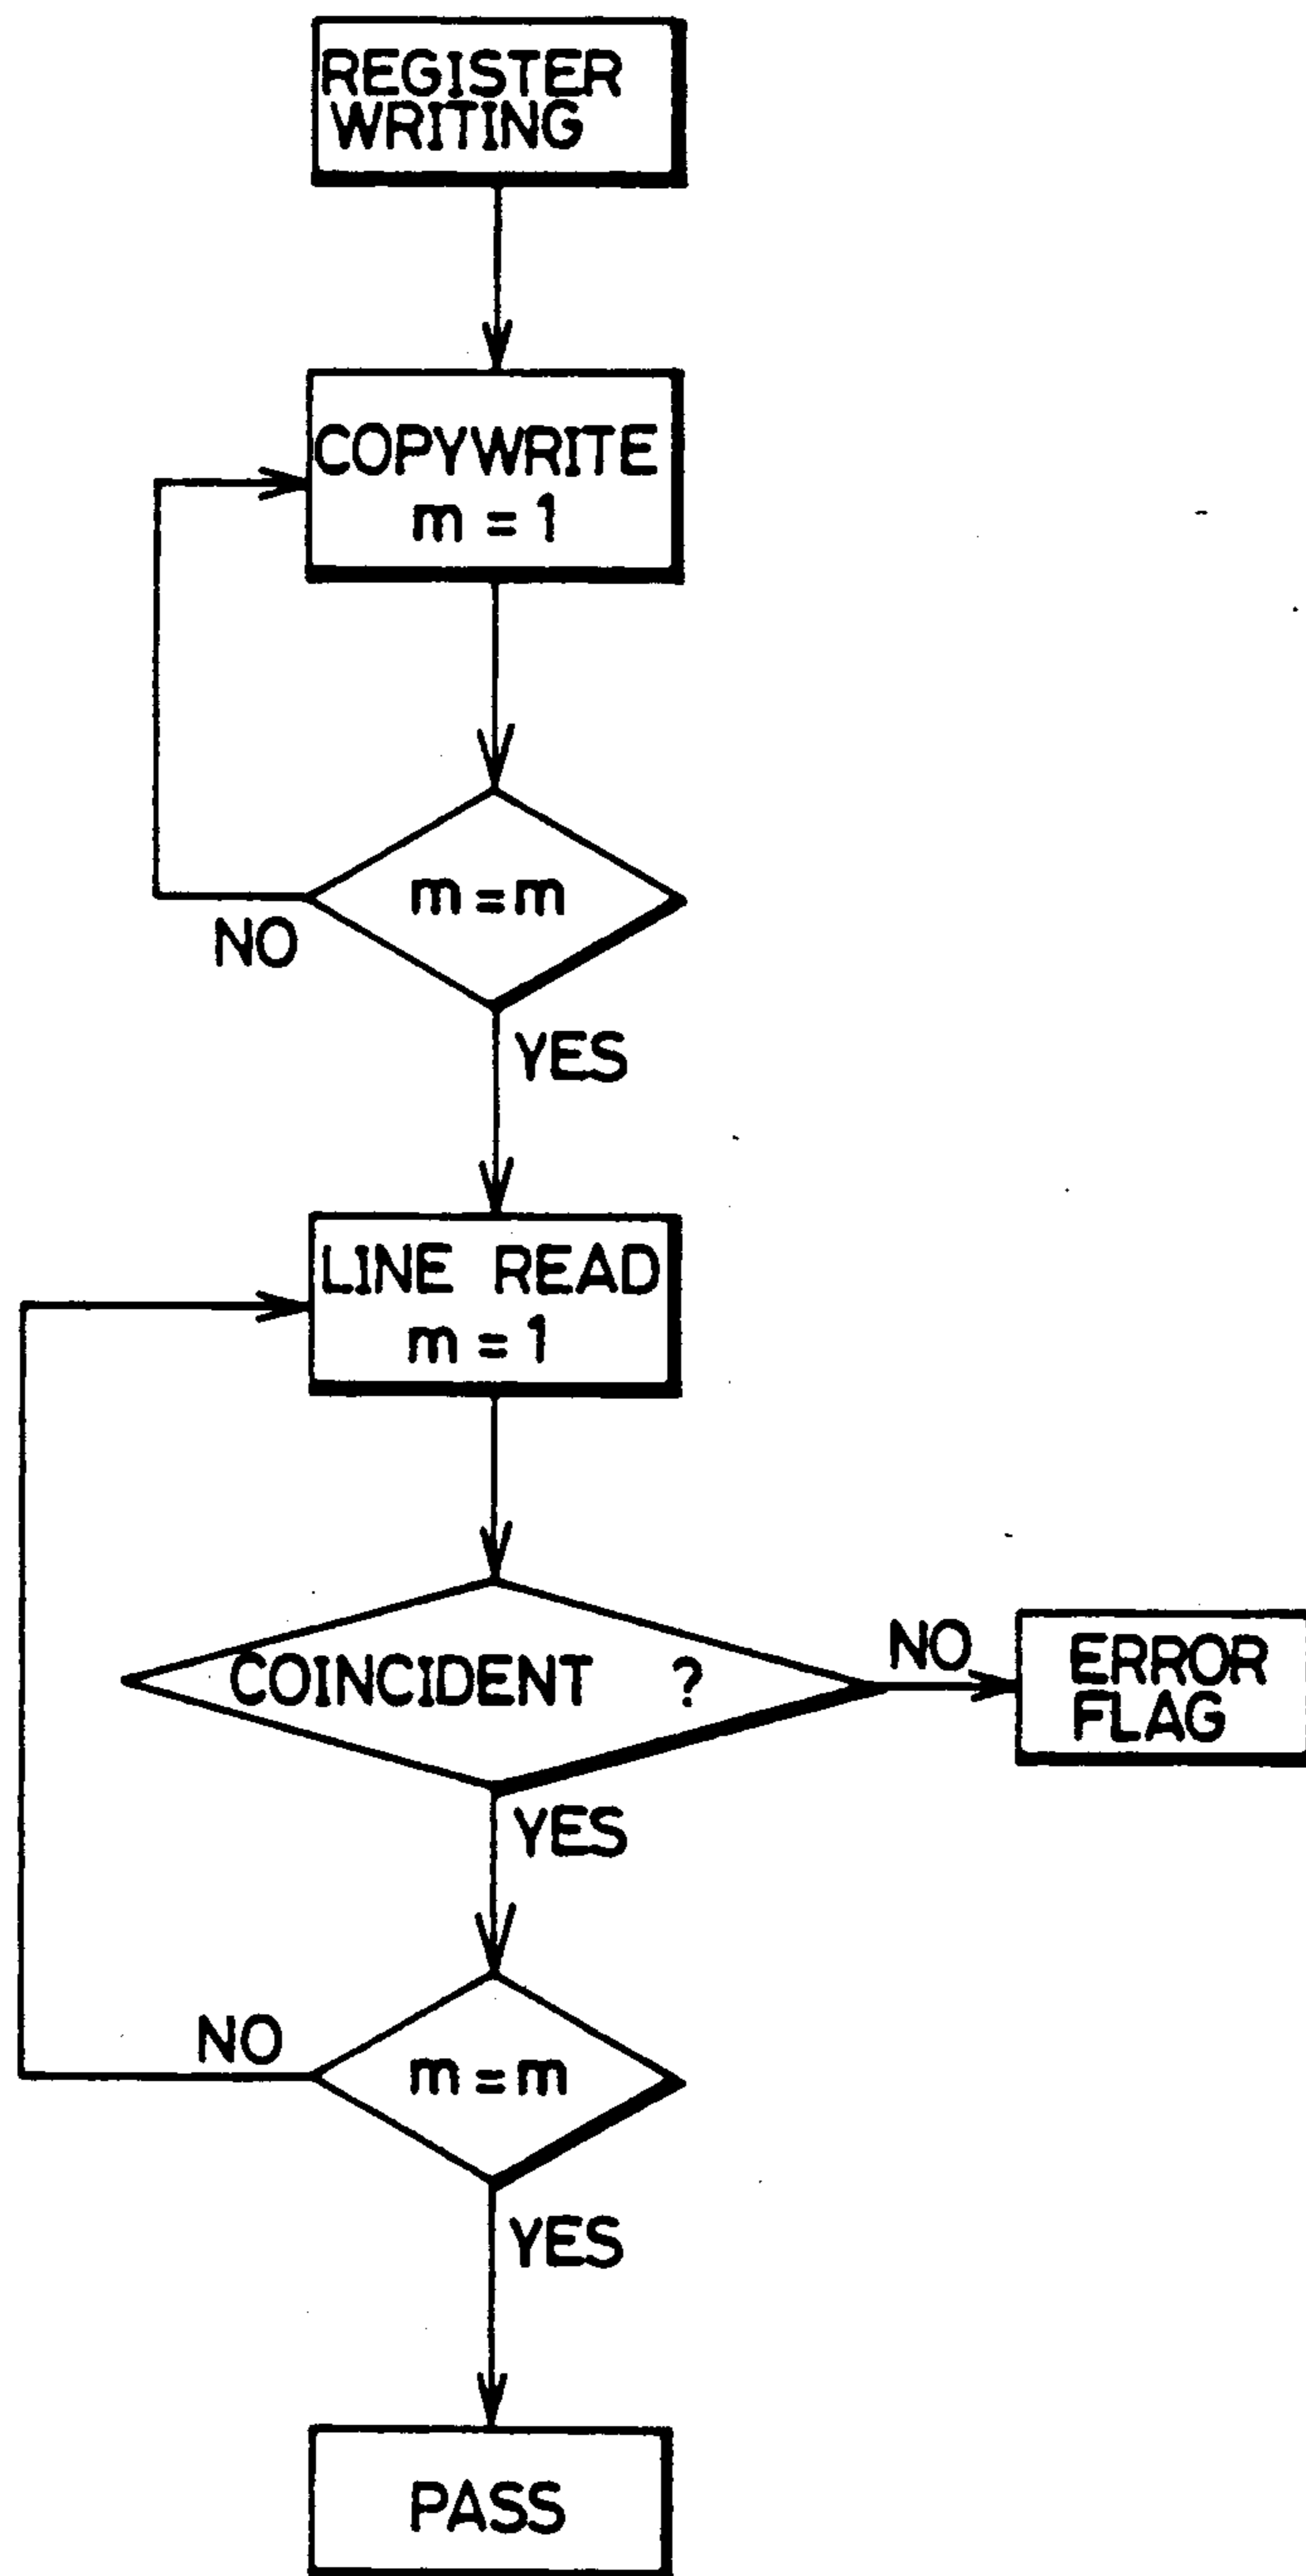 REGISTER
WRITING
COPYWRITE
m = 1
m = m
NO
YES
LINE READ
m = 1
COINCIDENT ?
NO
ERROR
FLAG
YES
NO
m = m
YES
PASS